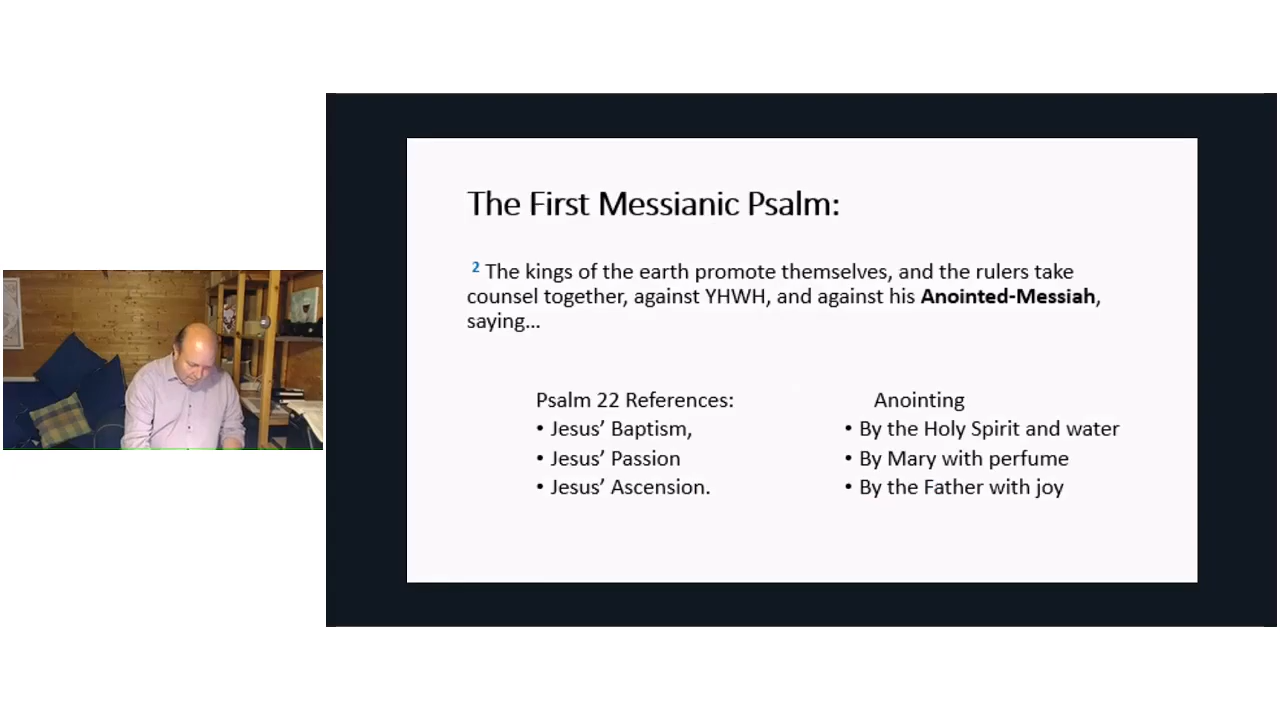 The First Messianic Psalm:
2 The kings of the earth promote themselves, and the rulers take
counsel together, against YHWH, and against his Anointed-Messiah,
saying…
Psalm 22 References:
• Jesus’ Baptism,
• Jesus’ Passion
• Jesus’ Ascension.
Anointing
• By the Holy Spirit and water
• By Mary with perfume
• By the Father with joy